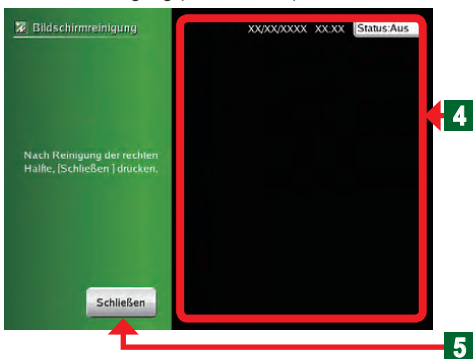 Bildschirmreinigung
XX/XX/XXXX XX.XX Status:Aus
4
Nach Reinigung der rechten
Hälfte, [Schließen ] drücken.
Schließen
5